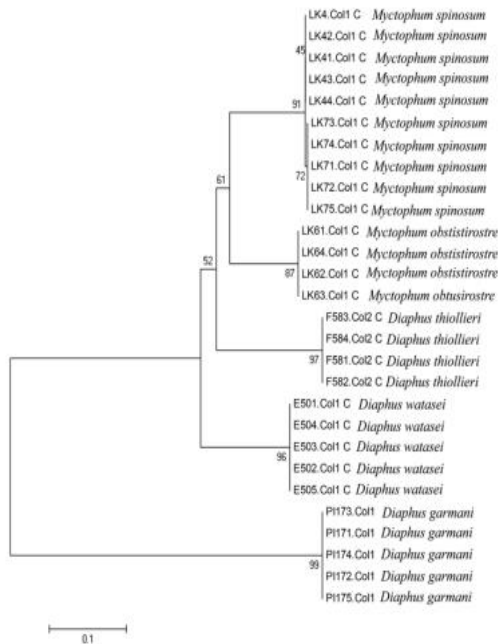 LK4.Col1 C Myctophum spinosum
LK42.Col1 C Myctophum spinosum
LK41.Col1 C Myctophum spinosum
LK43.Col1 C Myctophum spinosum
LK44.Col1 C Myctophum spinosum
LK73.Col1 C Myctophum spinosum
LK74.Col1 C Myctophum spinosum
LK71.Col1 C Myctophum spinosum
LK72.Col1 C Myctophum spinosum
LK75.Col1 C Myctophum spinosum
LK61.Col1 C Myctophum obstistirostre
LK64.Col1 C Myctophum obstistirostre
LK62.Col1 C Myctophum obstistirostre
LK63.Col1 C Myctophum obtusirostre
F583.Col2 C Diaphus thiollieri
F584.Col2 C Diaphus thiollieri
F581.Col2 C Diaphus thiollieri
F582.Col2 C Diaphus thiollieri
E501.Col1 C Diaphus watasei
E504.Col1 C Diaphus watasei
E503.Col1 C Diaphus watasei
E502.Col1 C Diaphus watasei
E505.Col1 C Diaphus watasei
PI173.Col1 Diaphus garmani
PI171.Col1 Diaphus garmani
PI174.Col1 Diaphus garmani
PI172.Col1 Diaphus garmani
PI175.Col1 Diaphus garmani
45
91
72
61
87
52
97
96
99
0.1